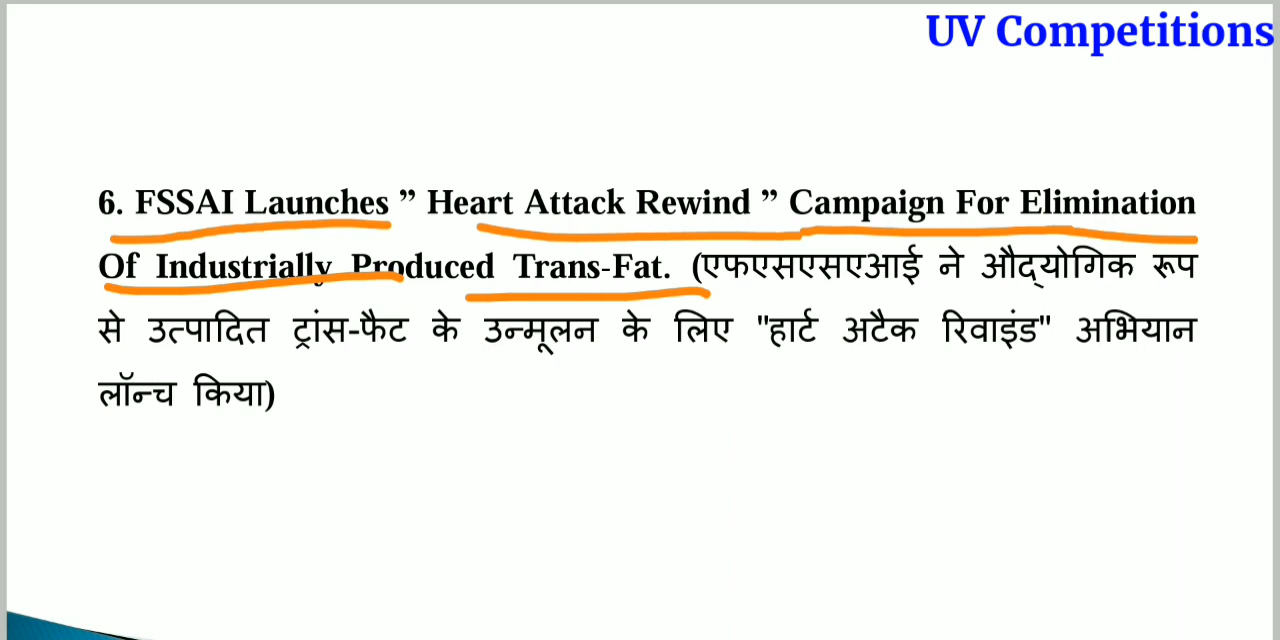 UV Competitions
6. FSSAI Launches ” Heart Attack Rewind ” Campaign For Elimination
Of Industrially Produced Trans-Fat. (एफएसएसएआई ने औद्योगिक रूप
से उत्पादित ट्रांस-फैट के उन्मूलन के लिए "हार्ट अटैक रिवाइंड" अभियान
लॉन्च किया)